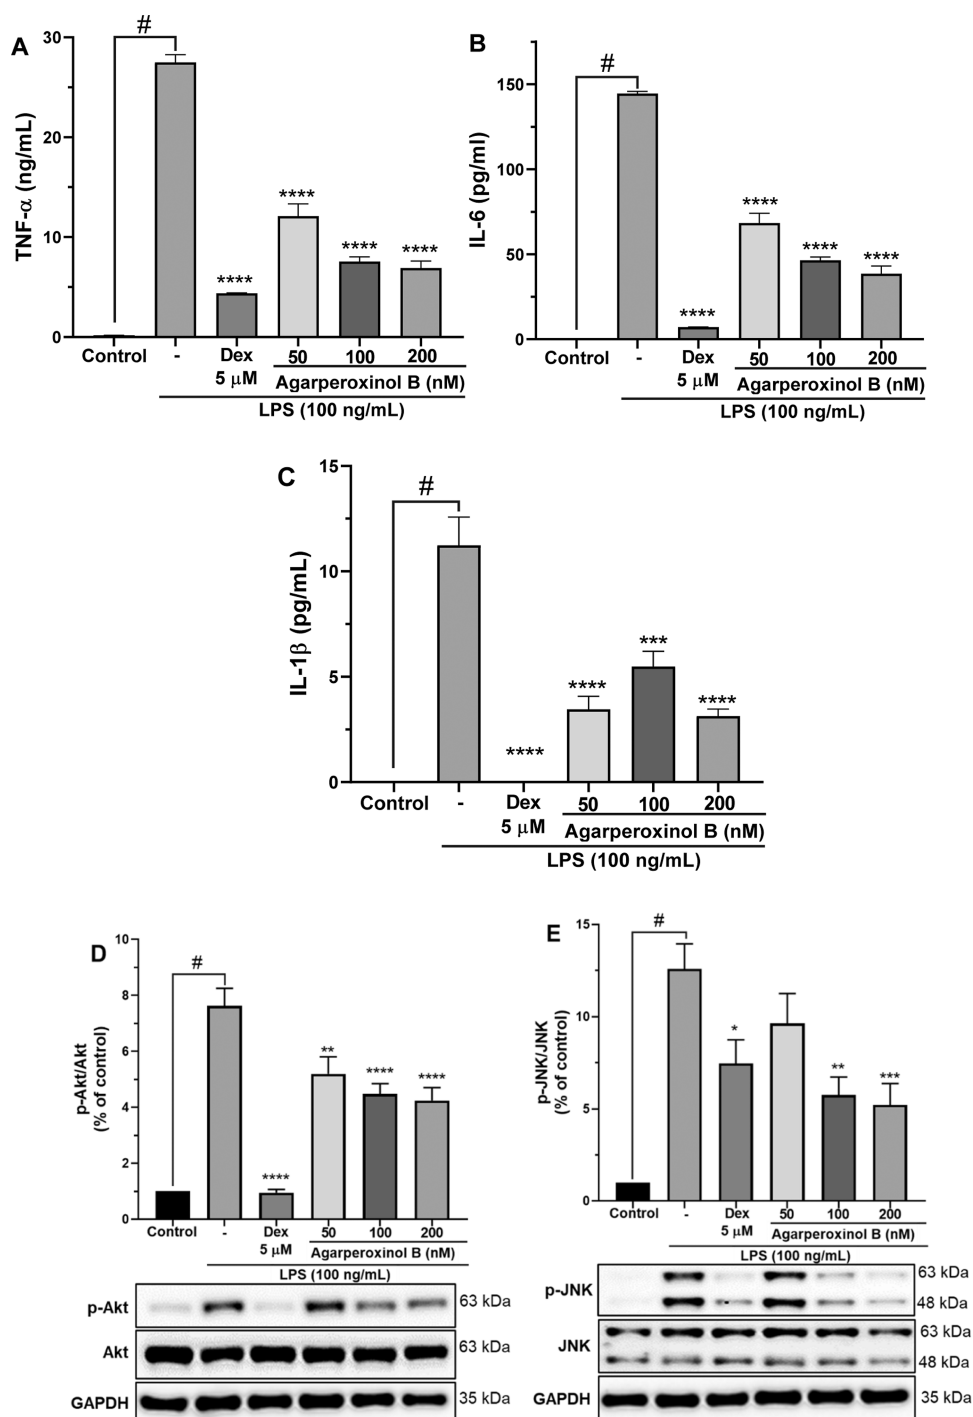 A
#
TNF-α (ng/mL)
30
20
10
0
****
****
****
****
Control
-
Dex
5 μM
50
100
200
Agarperoxinol B (nM)
LPS (100 ng/mL)
B
#
IL-6 (pg/ml)
150
100
50
0
****
****
****
****
Control
-
Dex
5 μM
50
100
200
Agarperoxinol B (nM)
LPS (100 ng/mL)
C
#
IL-1β (pg/mL)
15
10
5
0
****
****
***
****
Control
-
Dex
5 μM
50
100
200
Agarperoxinol B (nM)
LPS (100 ng/mL)
D
#
p-Akt/Akt
(% of control)
10
8
6
4
2
0
****
**
****
****
Control
-
Dex
5 μM
50
100
200
Agarperoxinol B (nM)
LPS (100 ng/mL)
p-Akt
63 kDa
Akt
63 kDa
GAPDH
35 kDa
E
#
p-JNK/JNK
(% of control)
15
10
5
0
*
**
***
Control
-
Dex
5 μM
50
100
200
Agarperoxinol B (nM)
LPS (100 ng/mL)
p-JNK
63 kDa
48 kDa
JNK
63 kDa
48 kDa
GAPDH
35 kDa